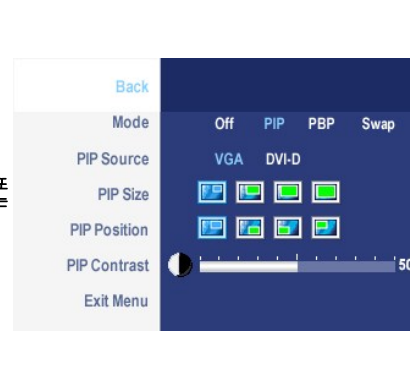 Back
Mode Off PIP PBP Swap
PIP Source VGA DVI-D
PIP Size
PIP Position
PIP Contrast 50
Exit Menu